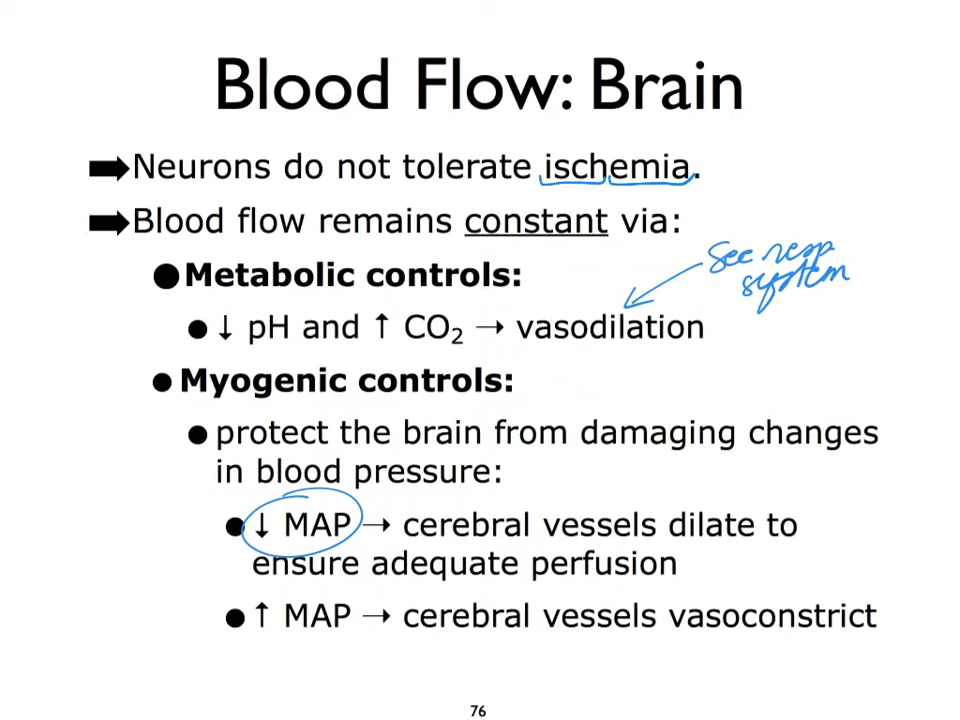 Blood Flow: Brain
➡Neurons do not tolerate ischemia.
➡Blood flow remains constant via:
See resp
system
●Metabolic controls:
●↓ pH and ↑ CO₂ → vasodilation
●Myogenic controls:
●protect the brain from damaging changes
in blood pressure:
●↓ MAP → cerebral vessels dilate to
ensure adequate perfusion
●↑ MAP → cerebral vessels vasoconstrict
76